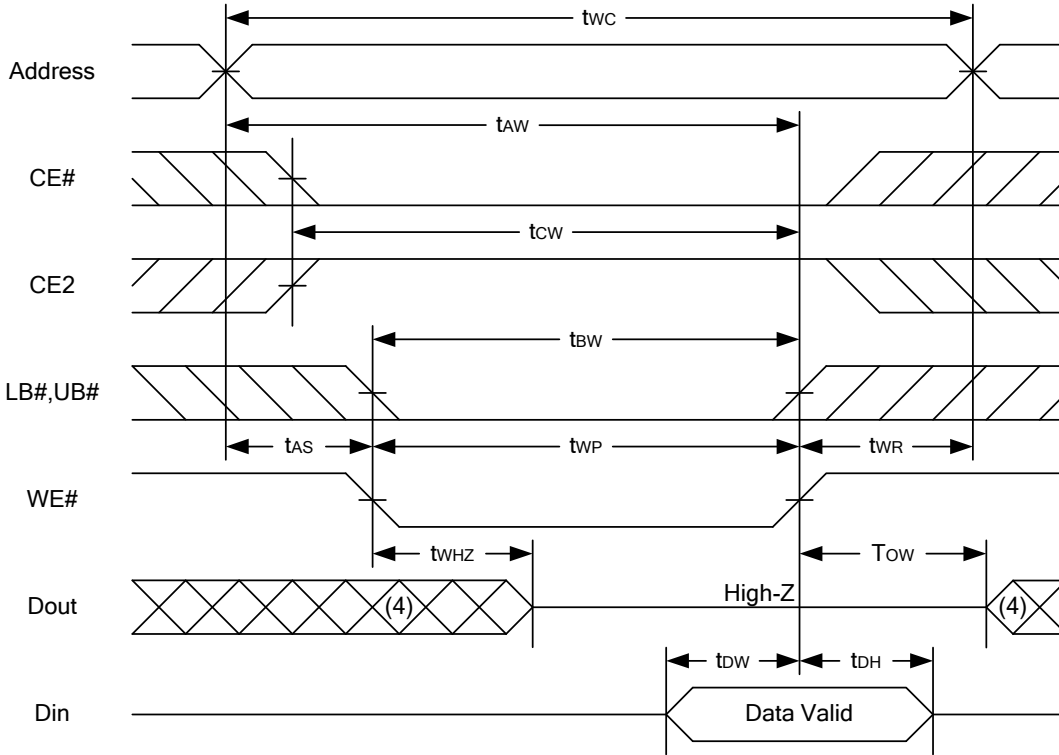 tWC
Address
tAW
CE#
tCW
CE2
tBW
LB#,UB#
tAS
tWP
tWR
WE#
tWHZ
TOW
Dout
(4)
High-Z
(4)
tDW
tDH
Din
Data Valid